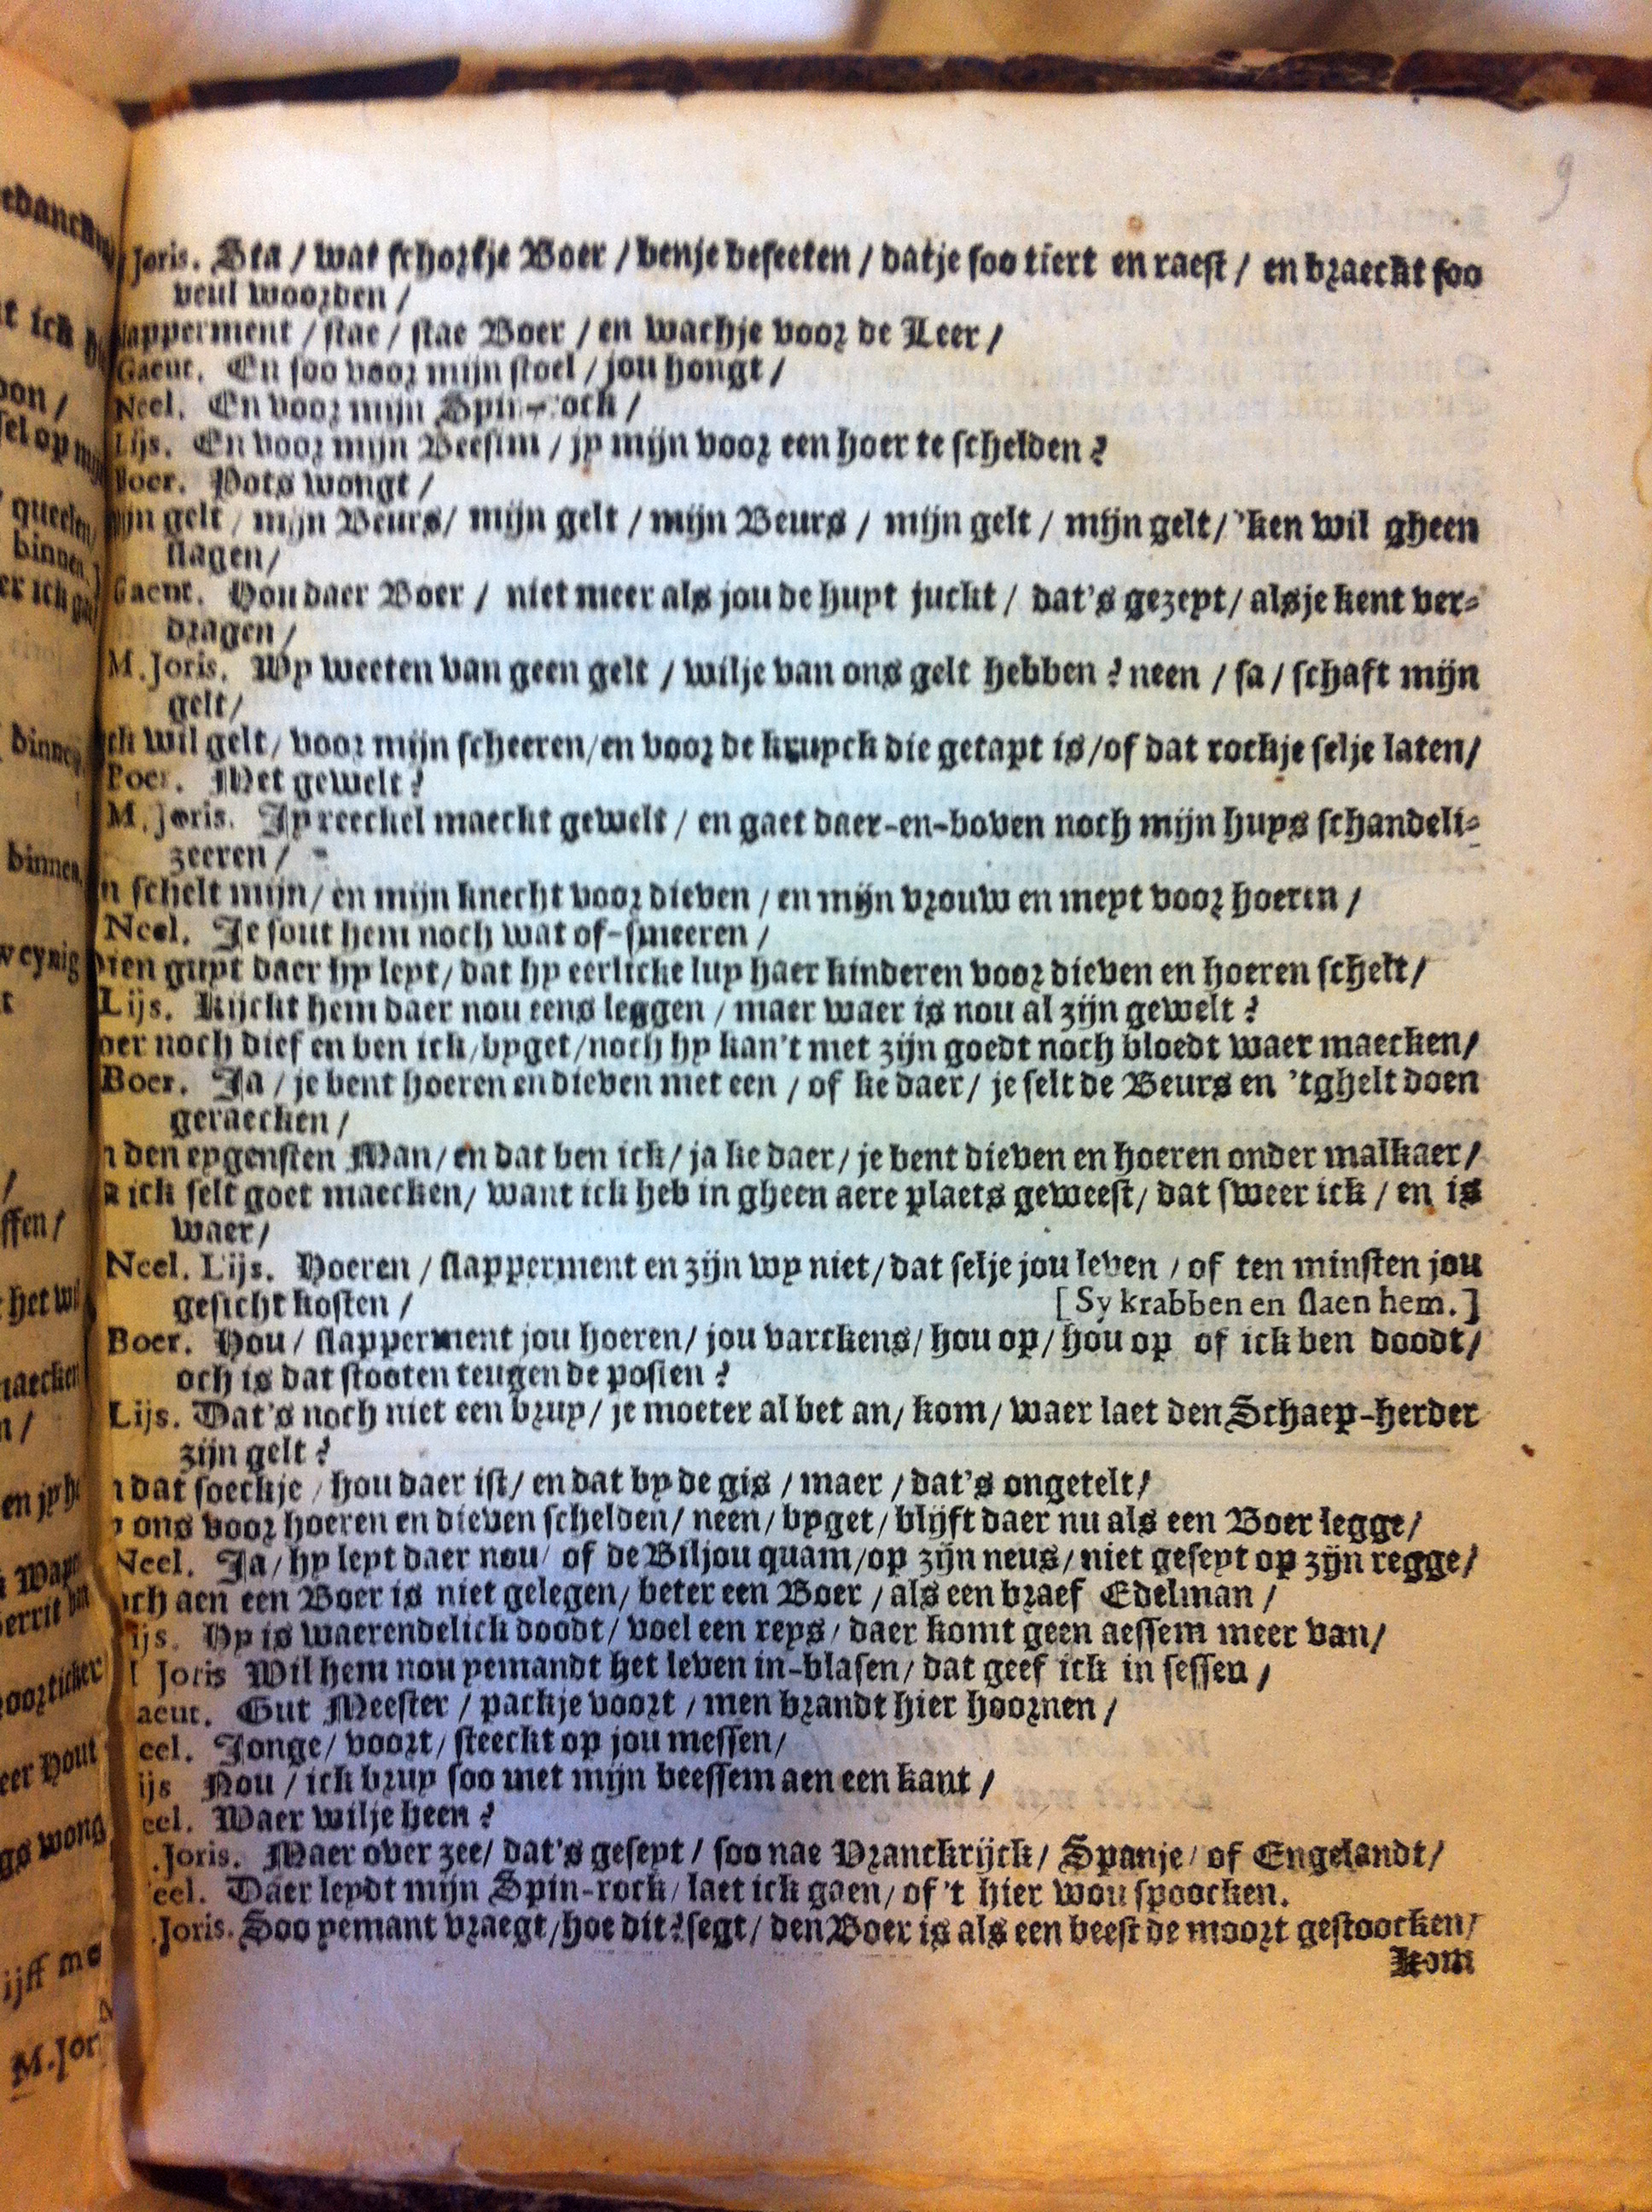 Joris. Sta / wat schortje Boer / benje beseeten / datje soo tiert en raest / en braeckt soo
veul woorden /
slapperment / stae / stae Boer / en wachje voor de Leer /
Gaeut. En soo voor mijn stoel / jou hongt /
Neel. En voor mijn Spin-rock /
Lijs. En voor mijn Beesim / jy mijn voor een hoer te schelden?
Boer. Pots wongt /
mijn gelt / mijn Beurs / mijn gelt / mijn Beurs / mijn gelt / mijn gelt / 'ken wil gheen
slagen /
Gaeut. Hou daer Boer / niet meer als jou de huyt juckt / dat's gezeyt / alsje kent ver-
dragen /
M. Joris. Wy weeten van geen gelt / wilje van ons gelt hebben? neen / sa / schaft mijn
gelt /
ick wil gelt / voor mijn scheeren / en voor de kruyck die getapt is / of dat rockje selje laten /
Boer. Met gewelt?
M. Joris. Jy reeckel maeckt gewelt / en gaet daer-en-boven noch mijn huys schandeli-
zeeren /
en schelt mijn / en mijn knecht voor dieven / en mijn vrouw en meyt voor hoeren /
Neel. Je sout hem noch wat of-smeeren /
dien guyt daer hy leyt / dat hy eerlicke luy haer kinderen voor dieven en hoeren schelt /
Lijs. Kijckt hem daer nou eens leggen / maer waer is nou al zijn gewelt?
hoer noch dief en ben ick / byget / noch hy kan't met zijn goedt noch bloedt waer maecken /
Boer. Ja / je bent hoeren en dieven met een / of ke daer / je selt de Beurs en 'tghelt doen
geraecken /
den eygensten Man / en dat ben ick / ja ke daer / je bent dieven en hoeren onder malkaer /
ick selt goet maecken / want ick heb in gheen aere plaets geweest / dat sweer ick / en is
waer /
Neel. Lijs. Hoeren / slapperment en zijn wy niet / dat selje jou leven / of ten minsten jou
gesicht kosten / [Sy krabben en slaen hem.]
Boer. Hou / slapperment jou hoeren / jou varckens / hou op / hou op of ick ben doodt /
och is dat stooten teugen de posten?
Lijs. Dat's noch niet een bruy / je moeter al bet an / kom / waer laet den Schaep-herder
zijn gelt?
dat soeckje / hou daer ist / en dat by de gis / maer / dat's ongetelt /
ons voor hoeren en dieven schelden / neen / byget / blijft daer nu als een Boer legge /
Neel. Ja / hy leyt daer nou / of de Biljou quam / op zijn neus / niet geseyt op zijn regge /
och aen een Boer is niet gelegen / beter een Boer / als een braef Edelman /
Lijs. Hy is waerendelick doodt / voel een reys / daer komt geen aessem meer van /
Joris Wil hem nou yemandt het leven in-blasen / dat geef ick in sessen /
aeut. Gut Meester / packje voort / men brandt hier hoornen /
eel. Jonge / voort / steeckt op jou messen /
ijs Nou / ick bruy soo met mijn beessem aen een kant /
eel. Waer wilje heen?
.Joris. Maer over zee / dat's geseyt / soo nae Vranckrijck / Spanje / of Engelandt /
eel. Daer leydt mijn Spin-rock / laet ick gaen / of 't hier wou spoocken.
.Joris. Soo yemant vraegt / hoe dit? segt / den Boer is als een beest de moort gestoocken /
kom